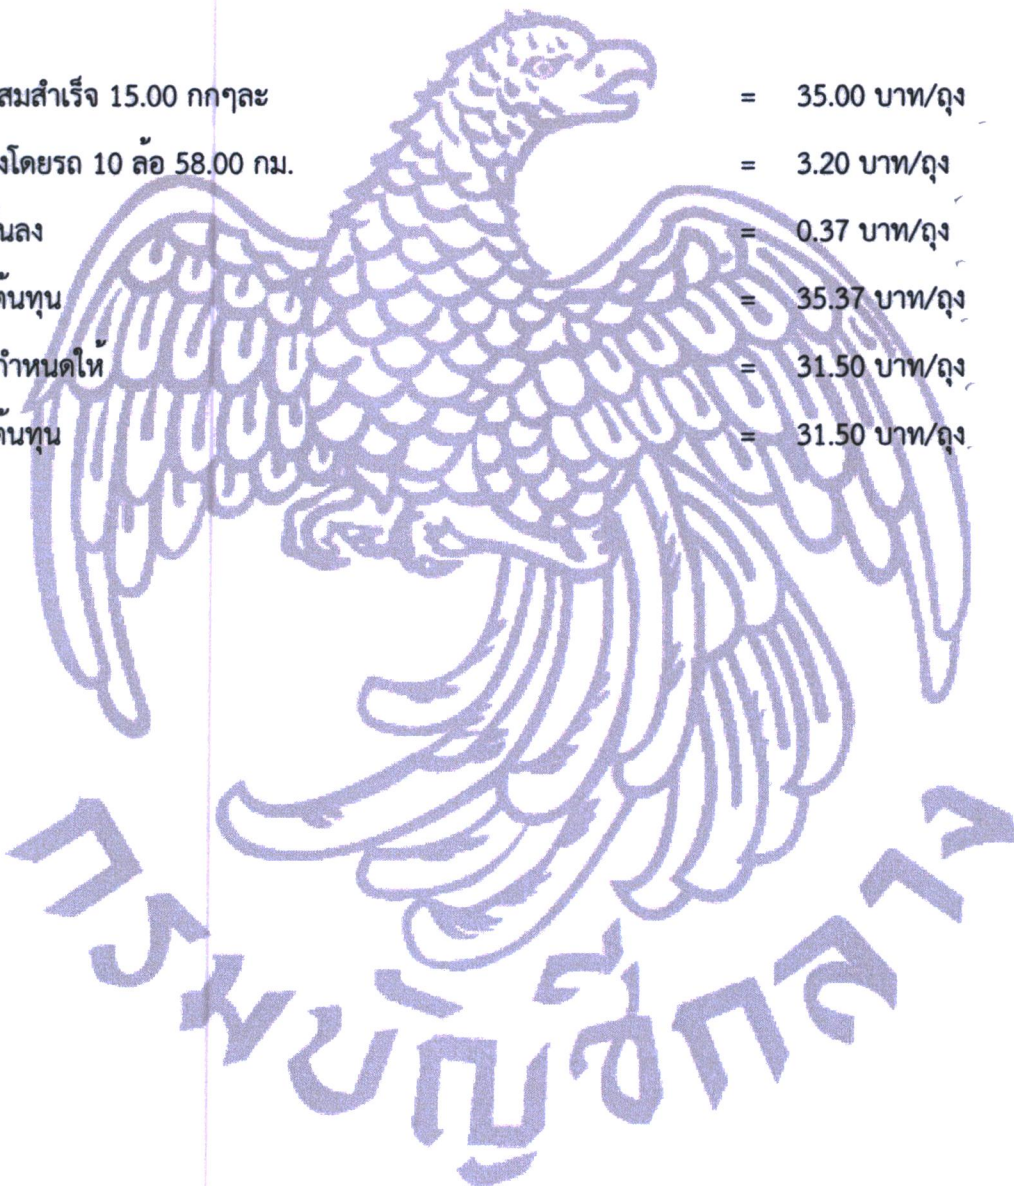 สมสำเร็จ 15.00 กกๆละ = 35.00 บาท/ถุง
งโดยรถ 10 ล้อ 58.00 กม. = 3.20 บาท/ถุง
นลง = 0.37 บาท/ถุง
ต้นทุน = 35.37 บาท/ถุง
กำหนดให้ = 31.50 บาท/ถุง
ต้นทุน = 31.50 บาท/ถุง
กรมบัญชีกลาง